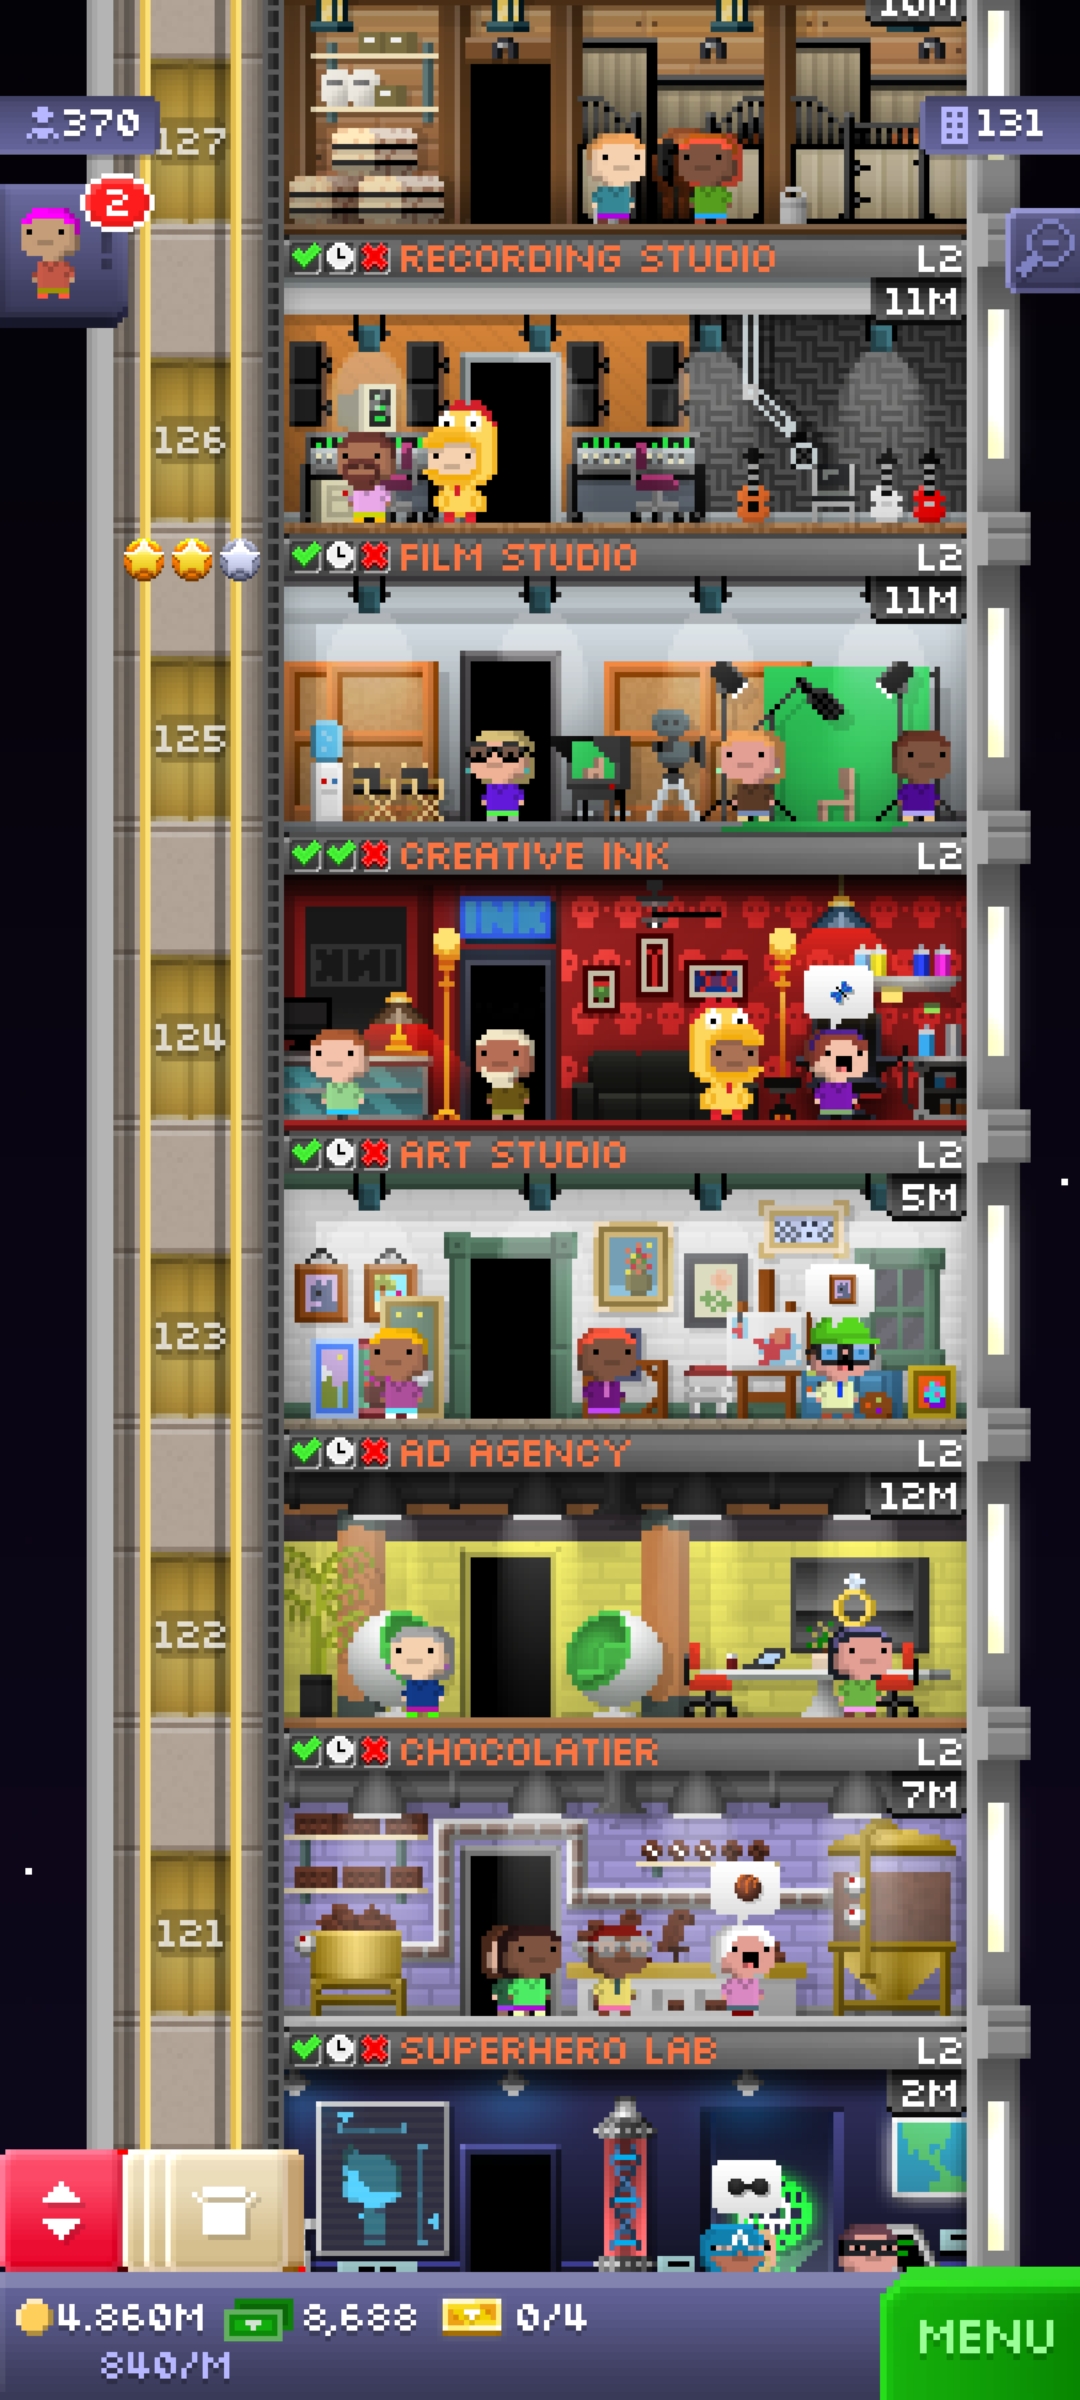 10M
370
131
127
2
RECORDING STUDIO L2
11M
126
FILM STUDIO L2
11M
125
CREATIVE INK L2
INK
124
ART STUDIO L2
5M
123
AD AGENCY L2
12M
122
CHOCOLATIER L2
7M
121
SUPERHERO LAB L2
2M
4.860M 8,688 0/4
840/M
MENU